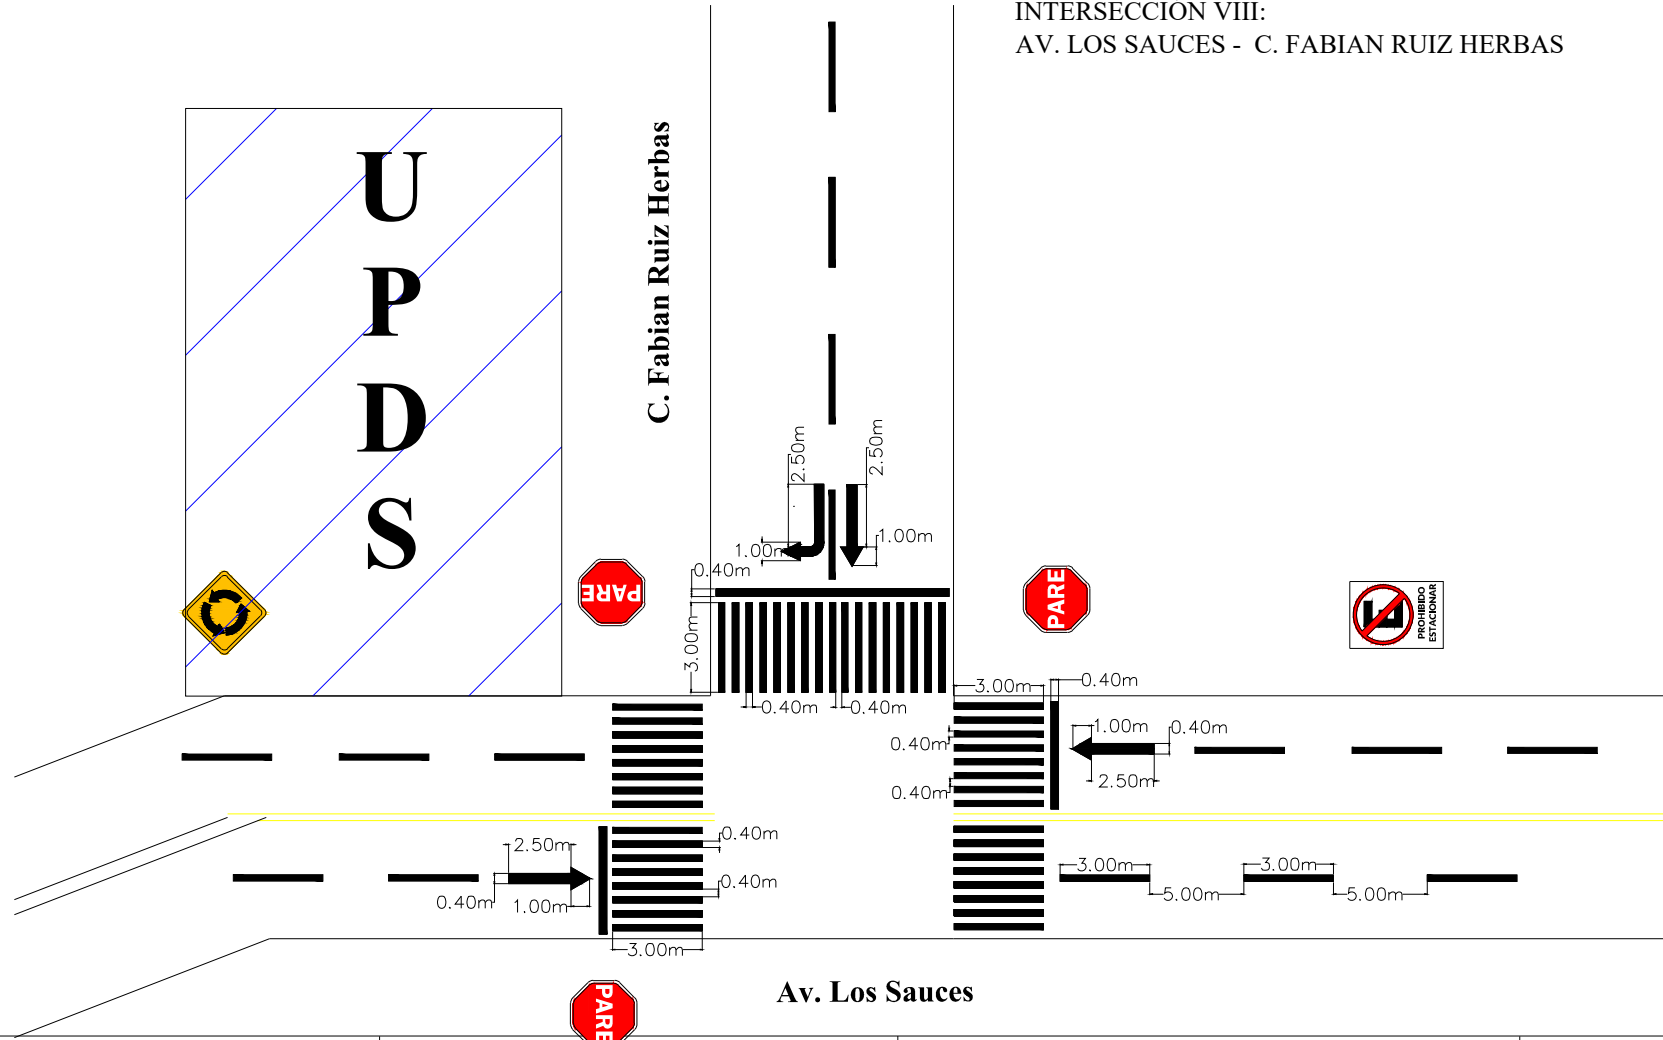 INTERSECCION VIII:
AV. LOS SAUCES - C. FABIAN RUIZ HERBAS
U
P
D
S
C. Fabian Ruiz Herbas
2.50m
2.50m
1.00m
1.00m
0.40m
PARE
PARE
PROHIBIDO
ESTACIONAR
E
3.00m
3.00m
0.40m
0.40m
0.40m
1.00m
0.40m
0.40m
2.50m
0.40m
2.50m
0.40m
3.00m
3.00m
0.40m
5.00m
5.00m
0.40m
1.00m
3.00m
Av. Los Sauces
PARE